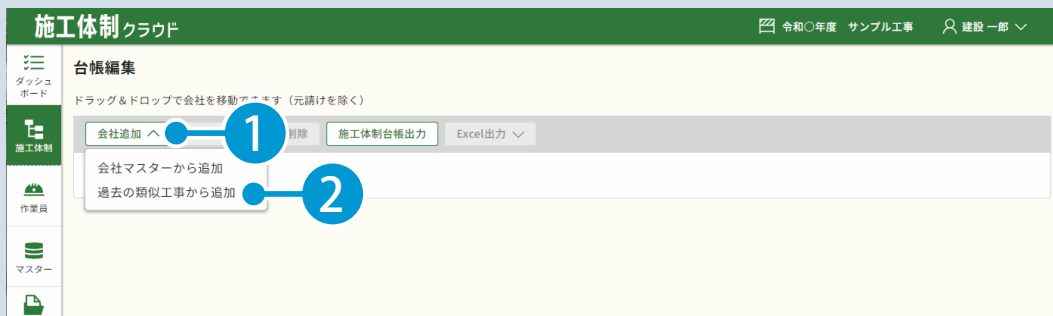 施工体制クラウド
令和○年度 サンプル工事
建設 一郎
ダッシュ
ボード
台帳編集
ドラッグ＆ドロップで会社を移動できます（元請けを除く）
施工体制
会社追加
1
削除
施工体制台帳出力
Excel出力
会社マスターから追加
過去の類似工事から追加
2
作業員
マスター